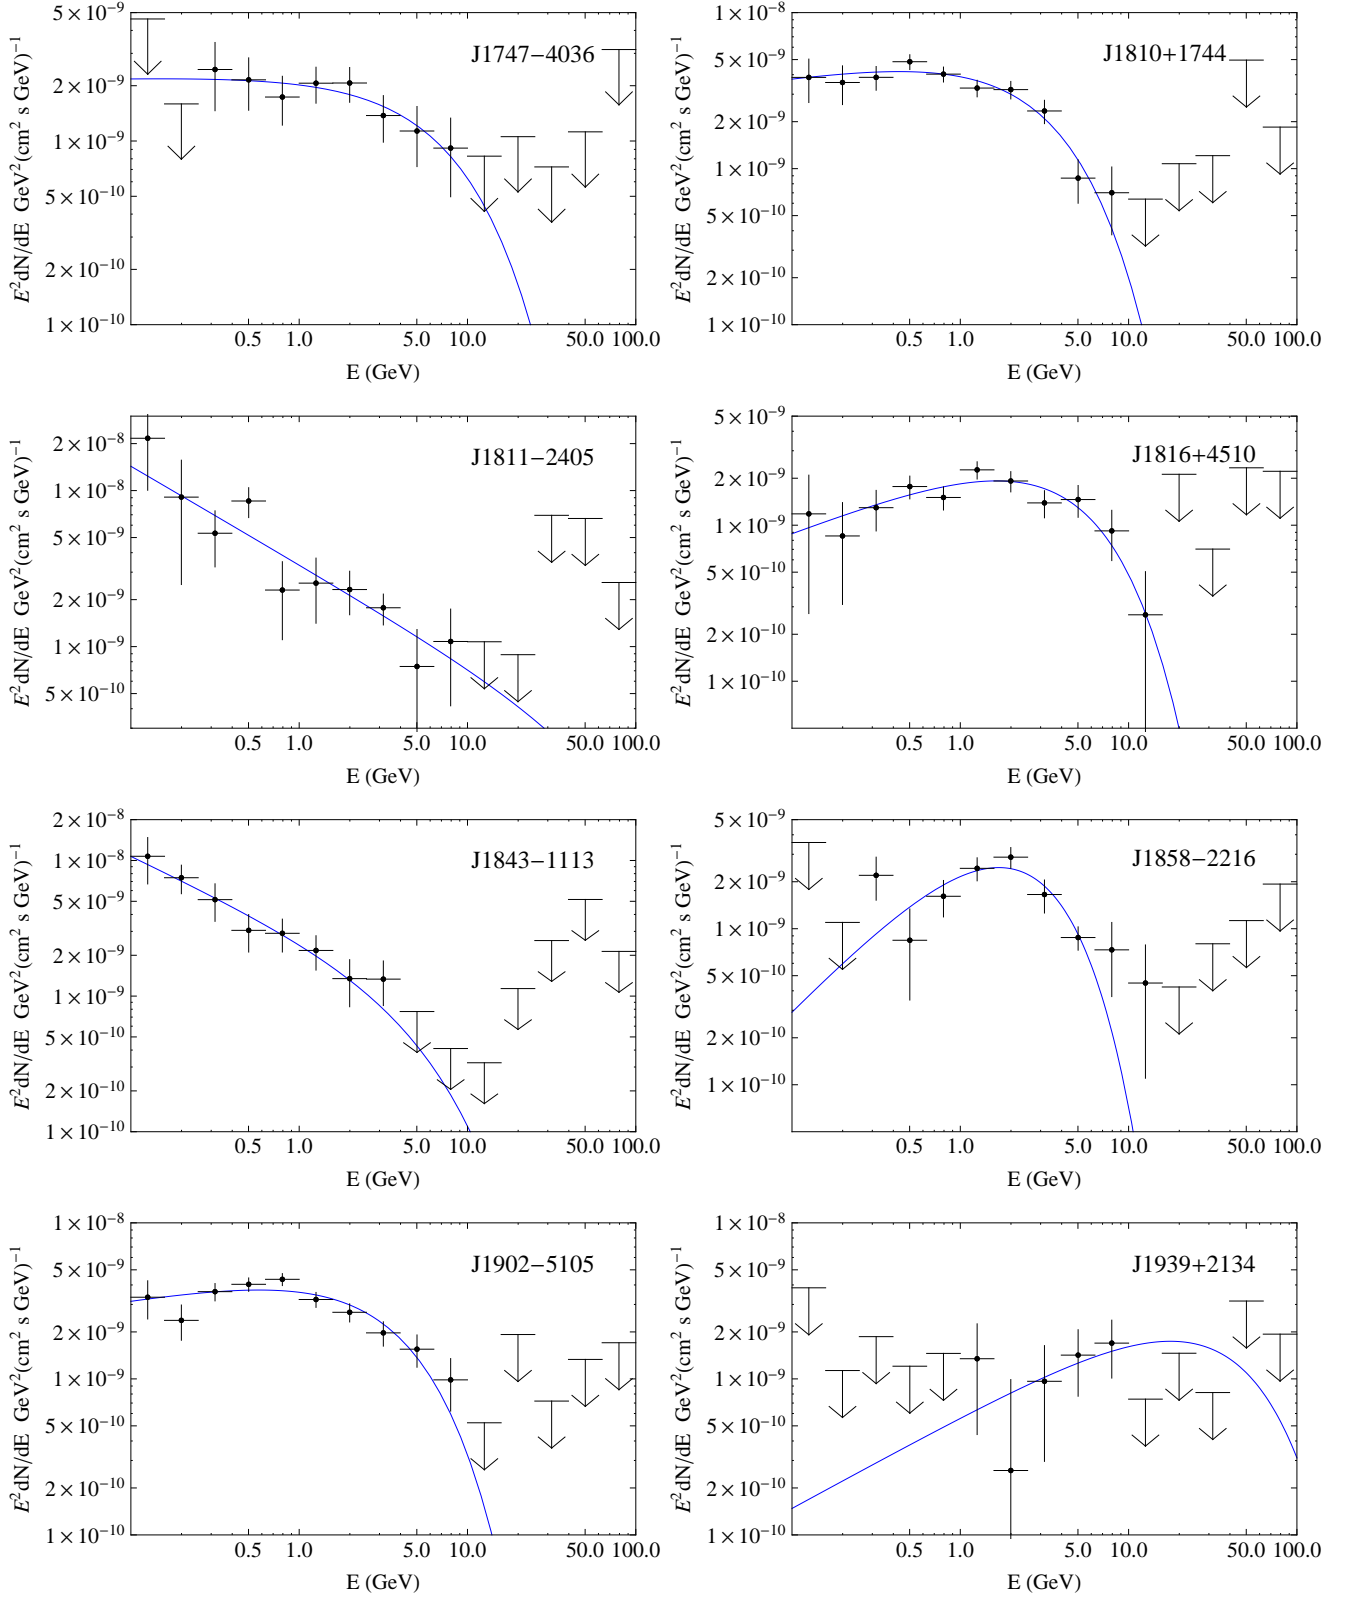 J1747−4036
E²dN/dE GeV²(cm² s GeV)⁻¹
5×10⁻⁹
2×10⁻⁹
1×10⁻⁹
5×10⁻¹⁰
2×10⁻¹⁰
1×10⁻¹⁰
0.5 1.0 5.0 10.0 50.0 100.0
E (GeV)
J1810+1744
E²dN/dE GeV²(cm² s GeV)⁻¹
1×10⁻⁸
5×10⁻⁹
2×10⁻⁹
1×10⁻⁹
5×10⁻¹⁰
2×10⁻¹⁰
1×10⁻¹⁰
0.5 1.0 5.0 10.0 50.0 100.0
E (GeV)
J1811−2405
E²dN/dE GeV²(cm² s GeV)⁻¹
2×10⁻⁸
1×10⁻⁸
5×10⁻⁹
2×10⁻⁹
1×10⁻⁹
5×10⁻¹⁰
0.5 1.0 5.0 10.0 50.0 100.0
E (GeV)
J1816+4510
E²dN/dE GeV²(cm² s GeV)⁻¹
5×10⁻⁹
2×10⁻⁹
1×10⁻⁹
5×10⁻¹⁰
2×10⁻¹⁰
1×10⁻¹⁰
0.5 1.0 5.0 10.0 50.0 100.0
E (GeV)
J1843−1113
E²dN/dE GeV²(cm² s GeV)⁻¹
2×10⁻⁸
1×10⁻⁸
5×10⁻⁹
2×10⁻⁹
1×10⁻⁹
5×10⁻¹⁰
2×10⁻¹⁰
1×10⁻¹⁰
0.5 1.0 5.0 10.0 50.0 100.0
E (GeV)
J1858−2216
E²dN/dE GeV²(cm² s GeV)⁻¹
5×10⁻⁹
2×10⁻⁹
1×10⁻⁹
5×10⁻¹⁰
2×10⁻¹⁰
1×10⁻¹⁰
0.5 1.0 5.0 10.0 50.0 100.0
E (GeV)
J1902−5105
E²dN/dE GeV²(cm² s GeV)⁻¹
1×10⁻⁸
5×10⁻⁹
2×10⁻⁹
1×10⁻⁹
5×10⁻¹⁰
2×10⁻¹⁰
1×10⁻¹⁰
0.5 1.0 5.0 10.0 50.0 100.0
E (GeV)
J1939+2134
E²dN/dE GeV²(cm² s GeV)⁻¹
1×10⁻⁸
5×10⁻⁹
2×10⁻⁹
1×10⁻⁹
5×10⁻¹⁰
2×10⁻¹⁰
1×10⁻¹⁰
0.5 1.0 5.0 10.0 50.0 100.0
E (GeV)